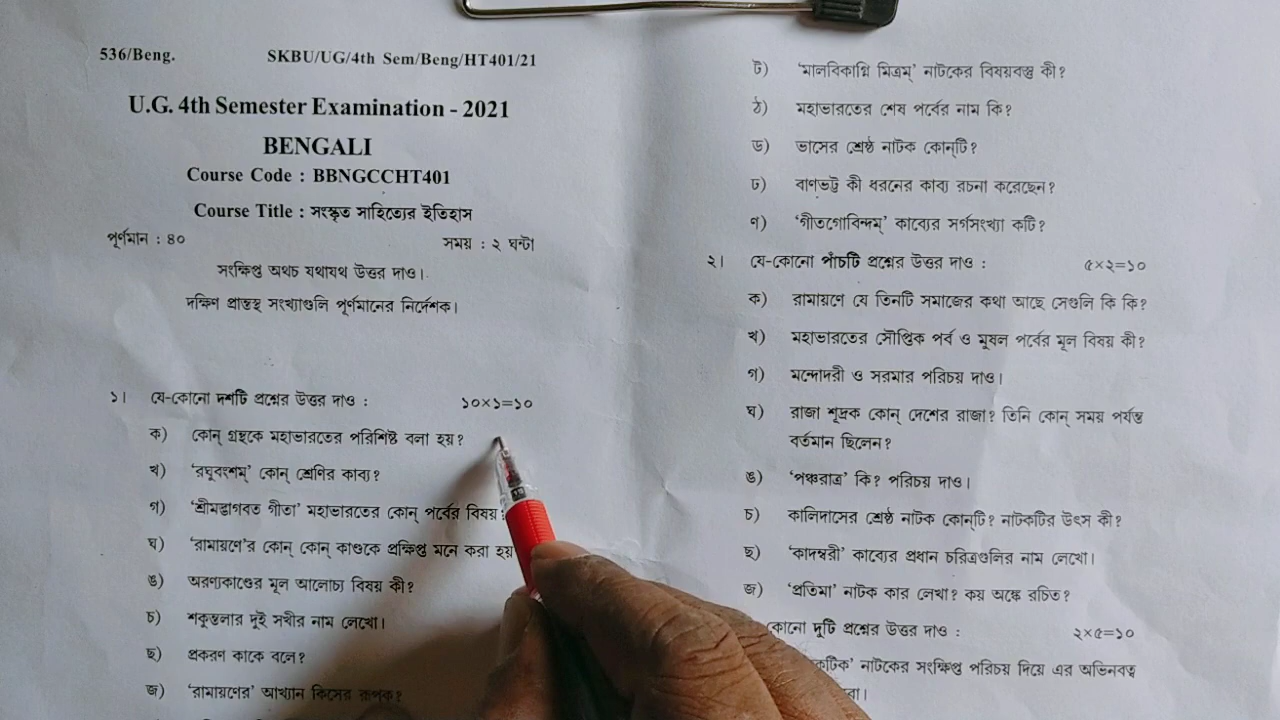 536/Beng. SKBU/UG/4th Sem/Beng/HT401/21
U.G. 4th Semester Examination - 2021
BENGALI
Course Code : BBNGCCHT401
Course Title : সংস্কৃত সাহিত্যের ইতিহাস
পূর্ণমান : ৪০ সময় : ২ ঘন্টা
সংক্ষিপ্ত অথচ যথাযথ উত্তর দাও।
দক্ষিণ প্রান্তস্থ সংখ্যাগুলি পূর্ণমানের নির্দেশক।
১। যে-কোনো দশটি প্রশ্নের উত্তর দাও : ১০×১=১০
ক) কোন্ গ্রন্থকে মহাভারতের পরিশিষ্ট বলা হয়?
খ) ‘রঘুবংশম্’ কোন্ শ্রেণির কাব্য?
গ) ‘শ্রীমদ্ভাগবত গীতা’ মহাভারতের কোন্ পর্বের বিষয়?
ঘ) ‘রামায়ণে’র কোন্ কোন্ কাণ্ডকে প্রক্ষিপ্ত মনে করা হয়
ঙ) অরণ্যকাণ্ডের মূল আলোচ্য বিষয় কী?
চ) শকুন্তলার দুই সখীর নাম লেখো।
ছ) প্রকরণ কাকে বলে?
জ) ‘রামায়ণের’ আখ্যান কিসের রূপক?
ট) ‘মালবিকাগ্নি মিত্রম্’ নাটকের বিষয়বস্তু কী?
ঠ) মহাভারতের শেষ পর্বের নাম কি?
ড) ভাসের শ্রেষ্ঠ নাটক কোন্‌টি?
ঢ) বাণভট্ট কী ধরনের কাব্য রচনা করেছেন?
ণ) ‘গীতগোবিন্দম্’ কাব্যের সর্গসংখ্যা কটি?
২। যে-কোনো পাঁচটি প্রশ্নের উত্তর দাও : ৫×২=১০
ক) রামায়ণে যে তিনটি সমাজের কথা আছে সেগুলি কি কি?
খ) মহাভারতের সৌপ্তিক পর্ব ও মুষল পর্বের মূল বিষয় কী?
গ) মন্দোদরী ও সরমার পরিচয় দাও।
ঘ) রাজা শূদ্রক কোন্ দেশের রাজা? তিনি কোন্ সময় পর্যন্ত
বর্তমান ছিলেন?
ঙ) ‘পঞ্চরাত্র’ কি? পরিচয় দাও।
চ) কালিদাসের শ্রেষ্ঠ নাটক কোন্‌টি? নাটকটির উৎস কী?
ছ) ‘কাদম্বরী’ কাব্যের প্রধান চরিত্রগুলির নাম লেখো।
জ) ‘প্রতিমা’ নাটক কার লেখা? কয় অঙ্কে রচিত?
কোনো দুটি প্রশ্নের উত্তর দাও : ২×৫=১০
কটিক’ নাটকের সংক্ষিপ্ত পরিচয় দিয়ে এর অভিনবত্ব